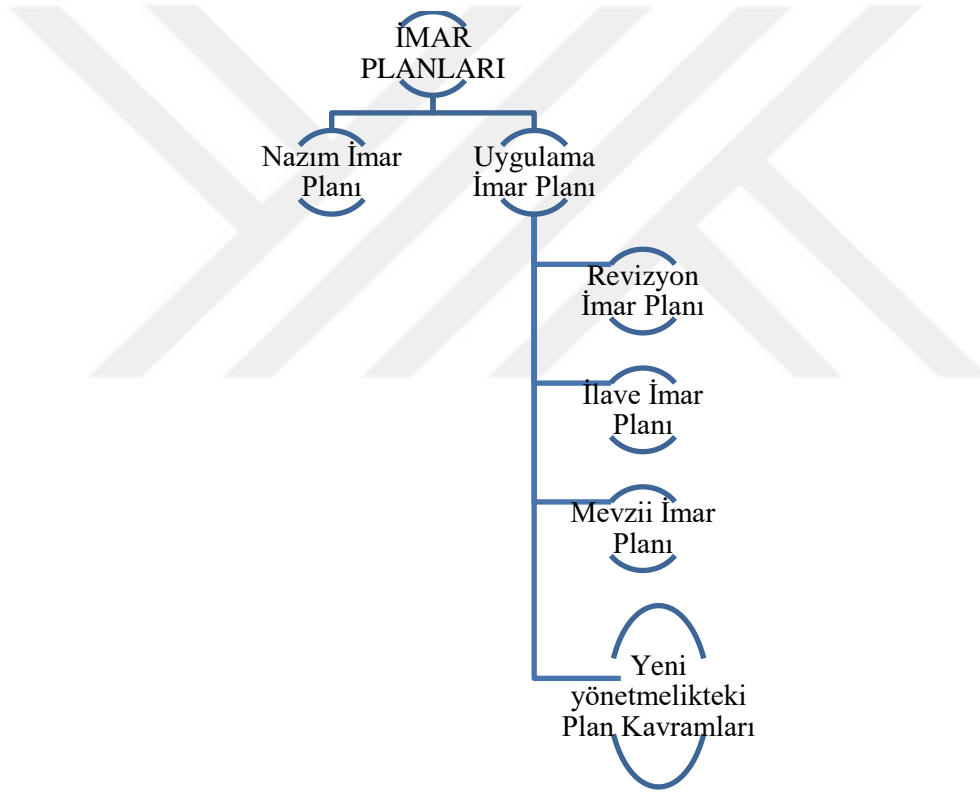 İMAR
PLANLARI
Nazım İmar
Planı
Uygulama
İmar Planı
Revizyon
İmar Planı
İlave İmar
Planı
Mevzii İmar
Planı
Yeni
yönetmelikteki
Plan Kavramları